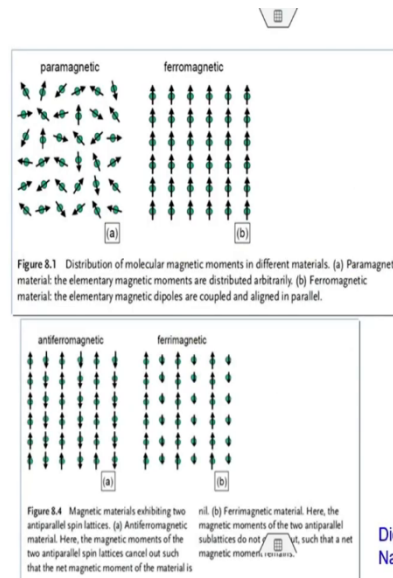 paramagnetic
ferromagnetic
(a)
(b)
Figure 8.1 Distribution of molecular magnetic moments in different materials. (a) Paramagnet
material: the elementary magnetic moments are distributed arbitrarily. (b) Ferromagnetic
material: the elementary magnetic dipoles are coupled and aligned in parallel.
antiferromagnetic
ferrimagnetic
(a)
(b)
Figure 8.4 Magnetic materials exhibiting two
antiparallel spin lattices. (a) Antiferromagnetic
material. Here, the magnetic moments of the
two antiparallel spin lattices cancel out such
that the net magnetic moment of the material is
nil. (b) Ferrimagnetic material. Here, the
magnetic moments of the two antiparallel
sublattices do not out, such that a net
magnetic moment
Di
Na